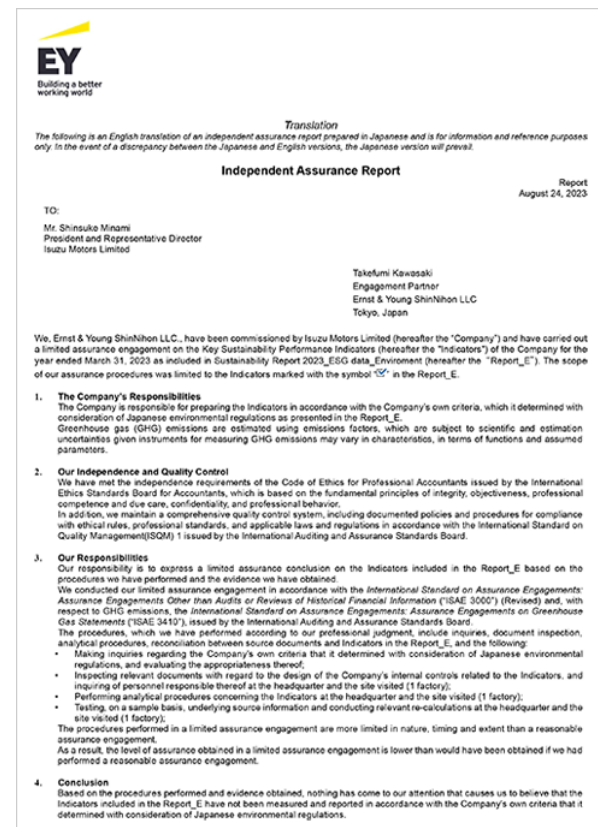 EY
Building a better
working world
Translation
The following is an English translation of an independent assurance report prepared in Japanese and is for information and reference purposes
only. In the event of a discrepancy between the Japanese and English versions, the Japanese version will prevail.
Independent Assurance Report
Report
August 24, 2023
TO:
Mr. Shinsuke Minami
President and Representative Director
Isuzu Motors Limited
Takefumi Kawasaki
Engagement Partner
Ernst & Young ShinNihon LLC
Tokyo, Japan
We, Ernst & Young ShinNihon LLC., have been commissioned by Isuzu Motors Limited (hereafter the "Company") and have carried out
a limited assurance engagement on the Key Sustainability Performance Indicators (hereafter the "Indicators") of the Company for the
year ended March 31, 2023 as included in Sustainability Report 2023_ESG data_Enviroment (hereafter the "Report_E"). The scope
of our assurance procedures was limited to the Indicators marked with the symbol "☑" in the Report_E.
1. The Company's Responsibilities
The Company is responsible for preparing the Indicators in accordance with the Company's own criteria, which it determined with
consideration of Japanese environmental regulations as presented in the Report_E.
Greenhouse gas (GHG) emissions are estimated using emissions factors, which are subject to scientific and estimation
uncertainties given instruments for measuring GHG emissions may vary in characteristics, in terms of functions and assumed
parameters.
2. Our Independence and Quality Control
We have met the independence requirements of the Code of Ethics for Professional Accountants issued by the International
Ethics Standards Board for Accountants, which is based on the fundamental principles of integrity, objectiveness, professional
competence and due care, confidentiality, and professional behavior.
In addition, we maintain a comprehensive quality control system, including documented policies and procedures for compliance
with ethical rules, professional standards, and applicable laws and regulations in accordance with the International Standard on
Quality Management(ISQM) 1 issued by the International Auditing and Assurance Standards Board.
3. Our Responsibilities
Our responsibility is to express a limited assurance conclusion on the Indicators included in the Report_E based on the
procedures we have performed and the evidence we have obtained.
We conducted our limited assurance engagement in accordance with the International Standard on Assurance Engagements:
Assurance Engagements Other than Audits or Reviews of Historical Financial Information ("ISAE 3000") (Revised) and, with
respect to GHG emissions, the International Standard on Assurance Engagements: Assurance Engagements on Greenhouse
Gas Statements ("ISAE 3410"), issued by the International Auditing and Assurance Standards Board.
The procedures, which we have performed according to our professional judgment, include inquiries, document inspection,
analytical procedures, reconciliation between source documents and Indicators in the Report_E, and the following:
• Making inquiries regarding the Company's own criteria that it determined with consideration of Japanese environmental
regulations, and evaluating the appropriateness thereof;
• Inspecting relevant documents with regard to the design of the Company's internal controls related to the Indicators, and
inquiring of personnel responsible thereof at the headquarter and the site visited (1 factory);
• Performing analytical procedures concerning the Indicators at the headquarter and the site visited (1 factory);
• Testing, on a sample basis, underlying source information and conducting relevant re-calculations at the headquarter and the
site visited (1 factory);
The procedures performed in a limited assurance engagement are more limited in nature, timing and extent than a reasonable
assurance engagement.
As a result, the level of assurance obtained in a limited assurance engagement is lower than would have been obtained if we had
performed a reasonable assurance engagement.
4. Conclusion
Based on the procedures performed and evidence obtained, nothing has come to our attention that causes us to believe that the
Indicators included in the Report_E have not been measured and reported in accordance with the Company's own criteria that it
determined with consideration of Japanese environmental regulations.